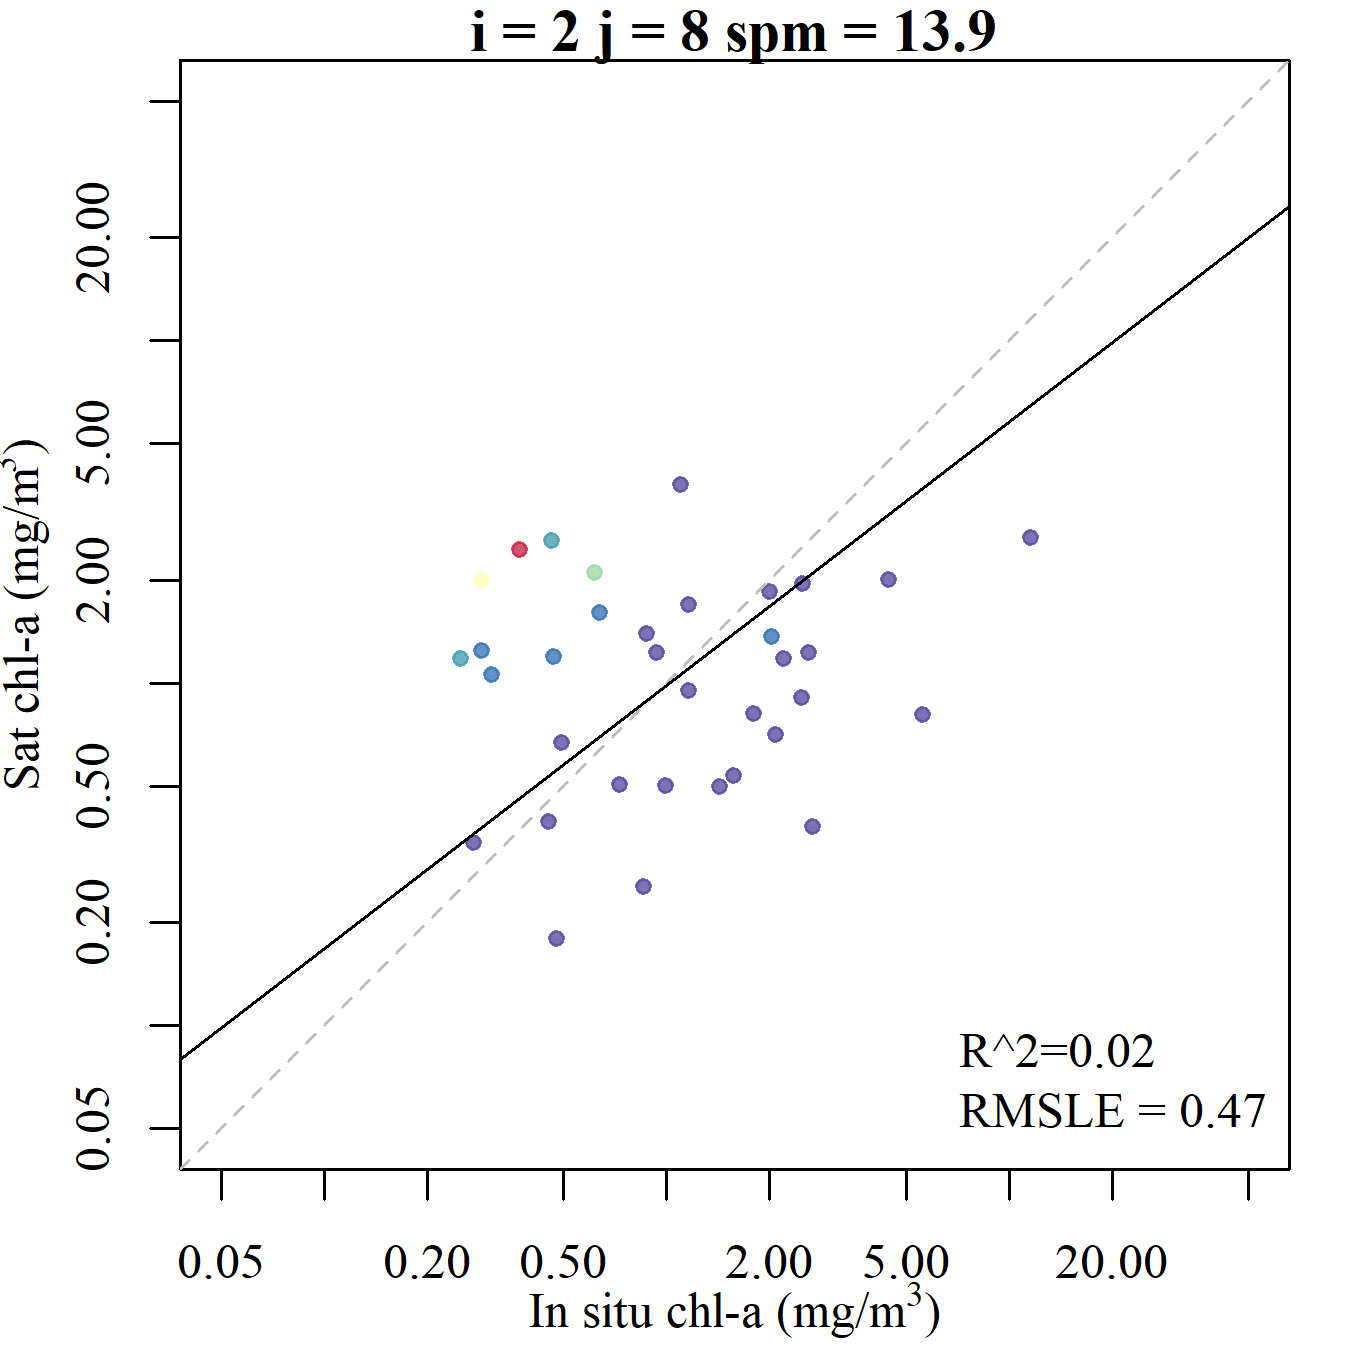 i = 2 j = 8 spm = 13.9
Sat chl-a (mg/m³)
20.00
5.00
2.00
0.50
0.20
0.05
R^2=0.02
RMSLE = 0.47
0.05 0.20 0.50 2.00 5.00 20.00
In situ chl-a (mg/m³)